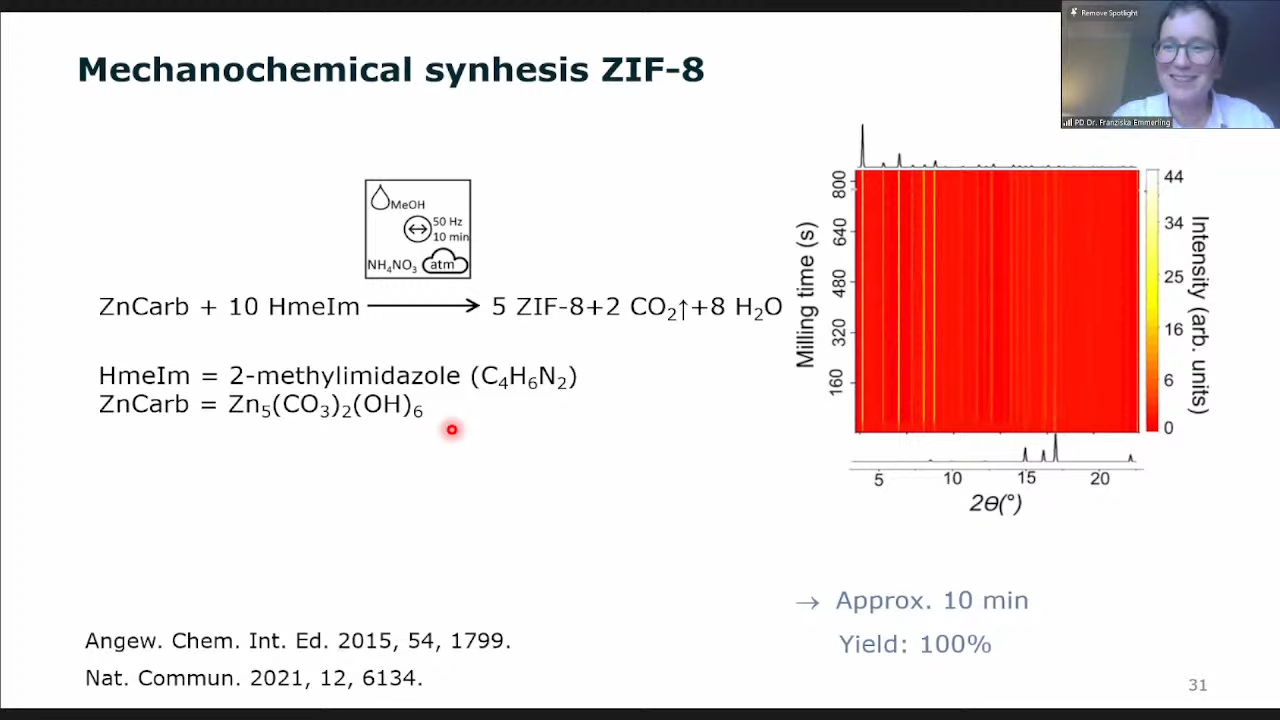 Remove Spotlight
PD Dr. Franziska Emmerling
Mechanochemical synhesis ZIF-8
MeOH
50 Hz
10 min
NH₄NO₃ atm
ZnCarb + 10 HmeIm → 5 ZIF-8+2 CO₂↑+8 H₂O
HmeIm = 2-methylimidazole (C₄H₆N₂)
ZnCarb = Zn₅(CO₃)₂(OH)₆
Milling time (s)
800
640
480
320
160
44
34
25
16
6
0
Intensity (arb. units)
5 10 15 20
2Θ(°)
→ Approx. 10 min
Yield: 100%
Angew. Chem. Int. Ed. 2015, 54, 1799.
Nat. Commun. 2021, 12, 6134.
31